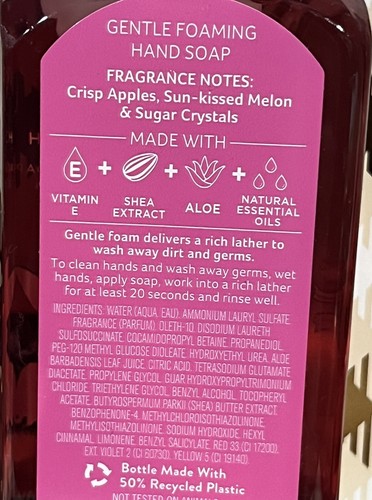 GENTLE FOAMING
HAND SOAP
FRAGRANCE NOTES:
Crisp Apples, Sun-kissed Melon
& Sugar Crystals
MADE WITH
E
VITAMIN
E
SHEA
EXTRACT
ALOE
NATURAL
ESSENTIAL
OILS
Gentle foam delivers a rich lather to
wash away dirt and germs.
To clean hands and wash away germs, wet
hands, apply soap, work into a rich lather
for at least 20 seconds and rinse well.
INGREDIENTS: WATER (AQUA, EAU), AMMONIUM LAURYL SULFATE,
FRAGRANCE (PARFUM), OLETH-10, DISODIUM LAURETH
SULFOSUCCINATE, COCAMIDOPROPYL BETAINE, PROPANEDIOL,
PEG-120 METHYL GLUCOSE DIOLEATE, HYDROXYETHYL UREA, ALOE
BARBADENSIS LEAF JUICE, CITRIC ACID, TETRASODIUM GLUTAMATE
DIACETATE, PROPYLENE GLYCOL, GUAR HYDROXYPROPYLTRIMONIUM
CHLORIDE, TRIETHYLENE GLYCOL, BENZYL ALCOHOL, TOCOPHERYL
ACETATE, BUTYROSPERMUM PARKII (SHEA) BUTTER EXTRACT,
BENZOPHENONE-4, METHYLCHLOROISOTHIAZOLINONE,
METHYLISOTHIAZOLINONE, SODIUM HYDROXIDE, HEXYL
CINNAMAL, LIMONENE, BENZYL SALICYLATE, RED 33 (CI 17200),
EXT. VIOLET 2 (CI 60730), YELLOW 5 (CI 19140).
Bottle Made With
50% Recycled Plastic
NOT TESTED ON